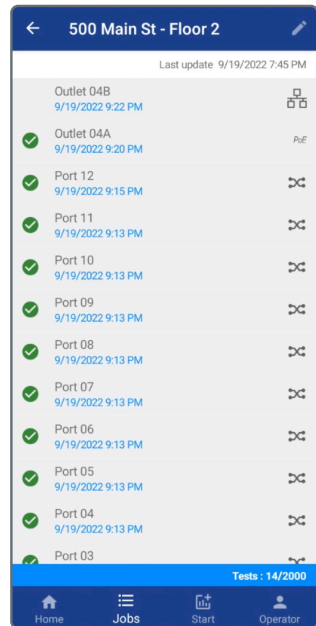 500 Main St - Floor 2
Last update 9/19/2022 7:45 PM
Outlet 04B
9/19/2022 9:22 PM
Outlet 04A
9/19/2022 9:20 PM
PoE
Port 12
9/19/2022 9:15 PM
Port 11
9/19/2022 9:13 PM
Port 10
9/19/2022 9:13 PM
Port 09
9/19/2022 9:13 PM
Port 08
9/19/2022 9:13 PM
Port 07
9/19/2022 9:13 PM
Port 06
9/19/2022 9:13 PM
Port 05
9/19/2022 9:13 PM
Port 04
9/19/2022 9:13 PM
Port 03
Tests : 14/2000
Home
Jobs
Start
Operator